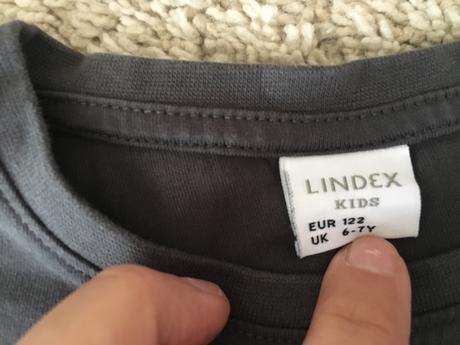 LINDEX
KIDS
EUR 122
UK 6-7Y